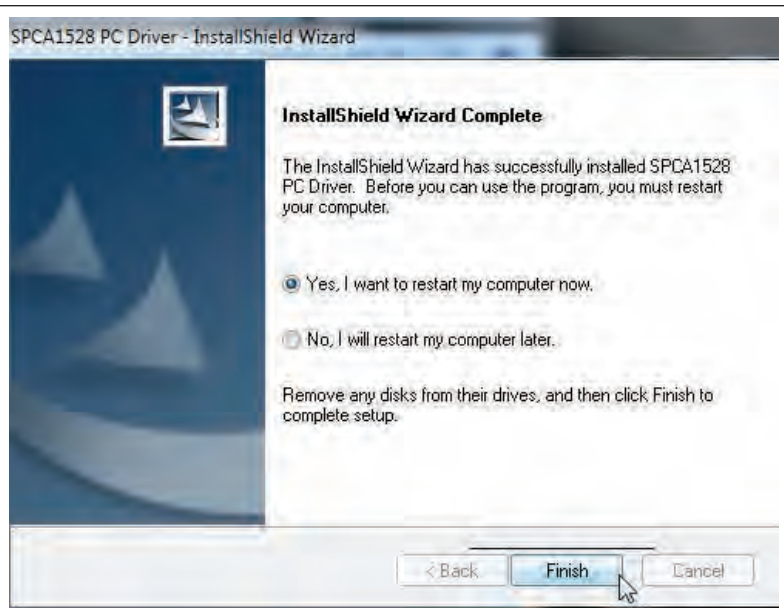 SPCA1528 PC Driver - InstallShield Wizard
InstallShield Wizard Complete
The InstallShield Wizard has successfully installed SPCA1528
PC Driver. Before you can use the program, you must restart
your computer.
Yes, I want to restart my computer now.
No, I will restart my computer later.
Remove any disks from their drives, and then click Finish to
complete setup.
< Back
Finish
Cancel